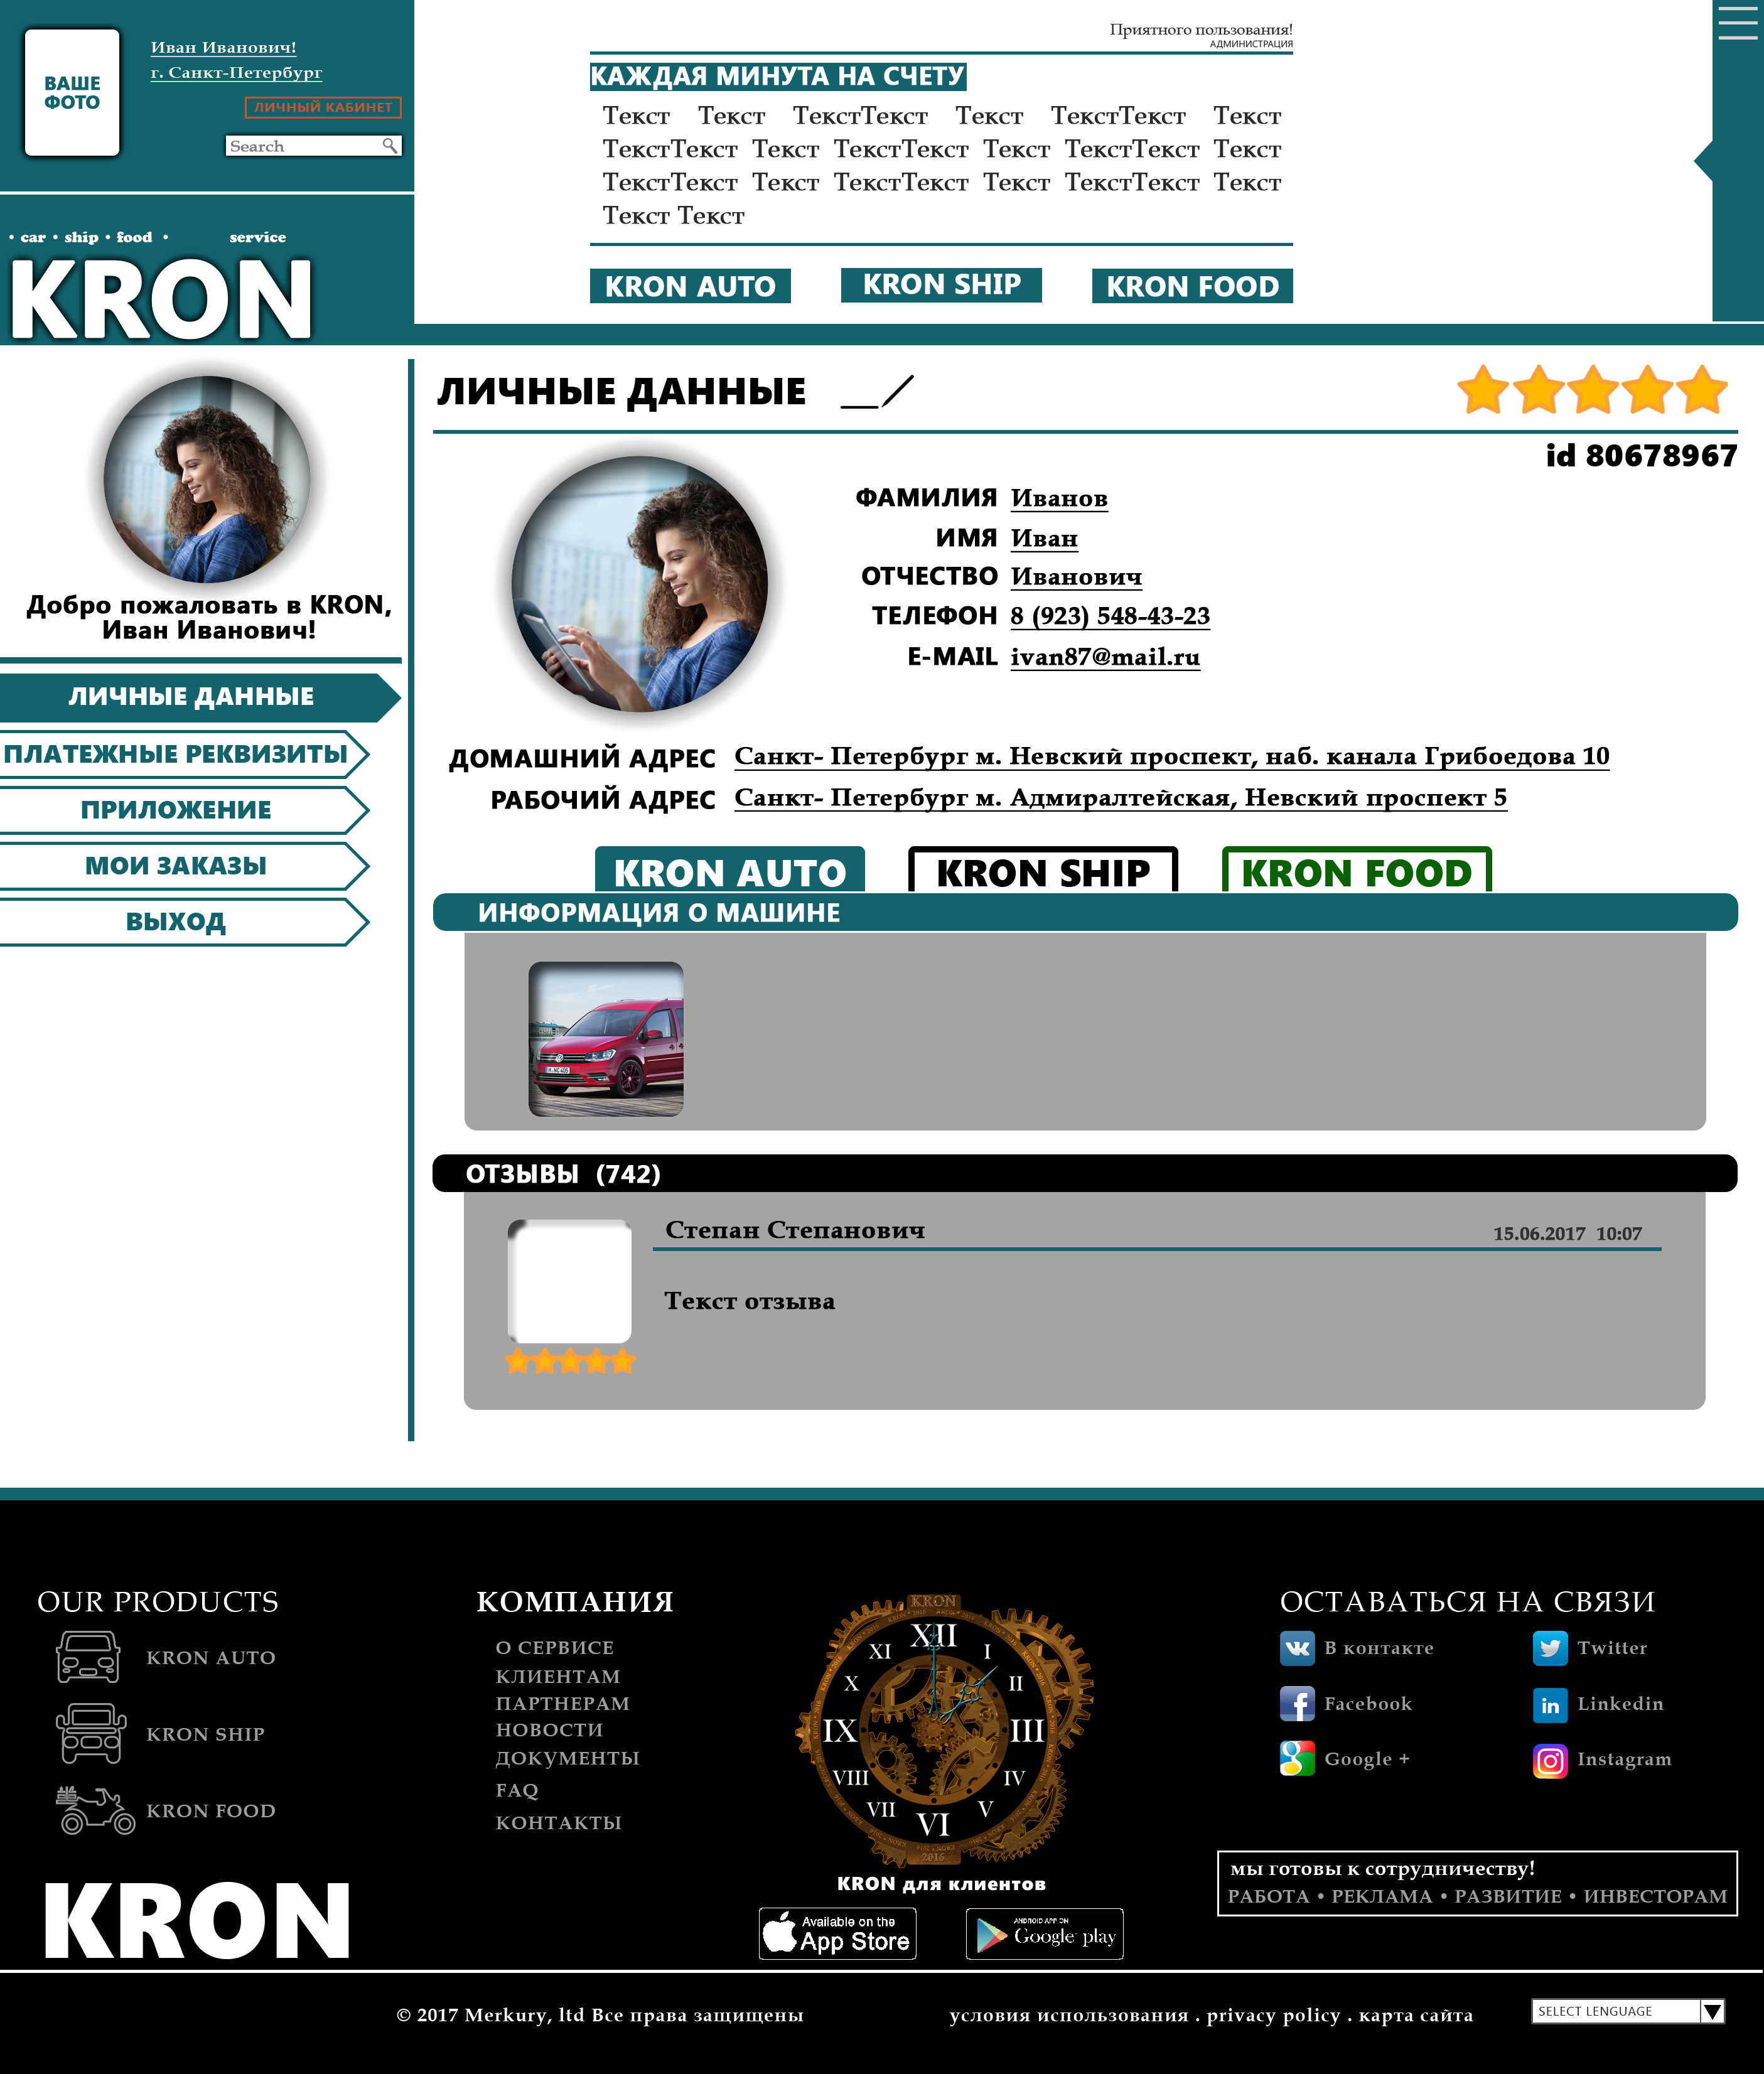 ВАШЕ
ФОТО
Иван Иванович!
г. Санкт-Петербург
ЛИЧНЫЙ КАБИНЕТ
Search
• car • ship • food • service
KRON
Приятного пользования!
АДМИНИСТРАЦИЯ
КАЖДАЯ МИНУТА НА СЧЕТУ
Текст Текст ТекстТекст Текст ТекстТекст Текст
ТекстТекст Текст ТекстТекст Текст ТекстТекст Текст
ТекстТекст Текст ТекстТекст Текст ТекстТекст Текст
Текст Текст
KRON AUTO
KRON SHIP
KRON FOOD
Добро пожаловать в KRON,
Иван Иванович!
ЛИЧНЫЕ ДАННЫЕ
ПЛАТЕЖНЫЕ РЕКВИЗИТЫ
ПРИЛОЖЕНИЕ
МОИ ЗАКАЗЫ
ВЫХОД
ЛИЧНЫЕ ДАННЫЕ
id 80678967
ФАМИЛИЯ Иванов
ИМЯ Иван
ОТЧЕСТВО Иванович
ТЕЛЕФОН 8 (923) 548-43-23
E-MAIL ivan87@mail.ru
ДОМАШНИЙ АДРЕС Санкт- Петербург м. Невский проспект, наб. канала Грибоедова 10
РАБОЧИЙ АДРЕС Санкт- Петербург м. Адмиралтейская, Невский проспект 5
KRON AUTO
KRON SHIP
KRON FOOD
ИНФОРМАЦИЯ О МАШИНЕ
ОТЗЫВЫ (742)
Степан Степанович
15.06.2017 10:07
Текст отзыва
OUR PRODUCTS
KRON AUTO
KRON SHIP
KRON FOOD
KRON
КОМПАНИЯ
О СЕРВИСЕ
КЛИЕНТАМ
ПАРТНЕРАМ
НОВОСТИ
ДОКУМЕНТЫ
FAQ
КОНТАКТЫ
KRON
XII
I
II
III
IV
V
VI
VII
VIII
IX
X
XI
2016
KRON для клиентов
Available on the
App Store
ANDROID APP ON
Google play
ОСТАВАТЬСЯ НА СВЯЗИ
В контакте
Twitter
Facebook
in
Linkedin
Google +
Instagram
мы готовы к сотрудничеству!
РАБОТА • РЕКЛАМА • РАЗВИТИЕ • ИНВЕСТОРАМ
© 2017 Merkury, ltd Все права защищены
условия использования . privacy policy . карта сайта
SELECT LENGUAGE